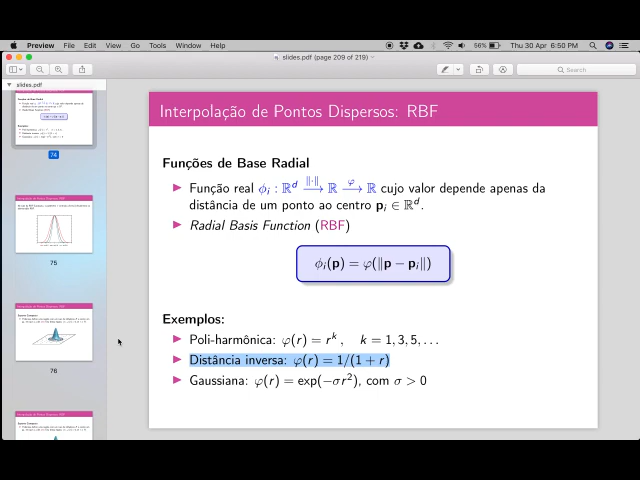 Preview File Edit View Go Tools Window Help 56% Thu 30 Apr 6:50 PM
slides.pdf (page 209 of 219)
Search
slides.pdf
74
75
76
Interpolação de Pontos Dispersos: RBF
Funções de Base Radial
Função real ϕᵢ : ℝᵈ —‖·‖→ ℝ —φ→ ℝ cujo valor depende apenas da
distância de um ponto ao centro pᵢ ∈ ℝᵈ.
Radial Basis Function (RBF)
ϕᵢ(p) = φ(‖p − pᵢ‖)
Exemplos:
Poli-harmônica: φ(r) = rᵏ, k = 1, 3, 5, . . .
Distância inversa: φ(r) = 1/(1 + r)
Gaussiana: φ(r) = exp(−σr²), com σ > 0